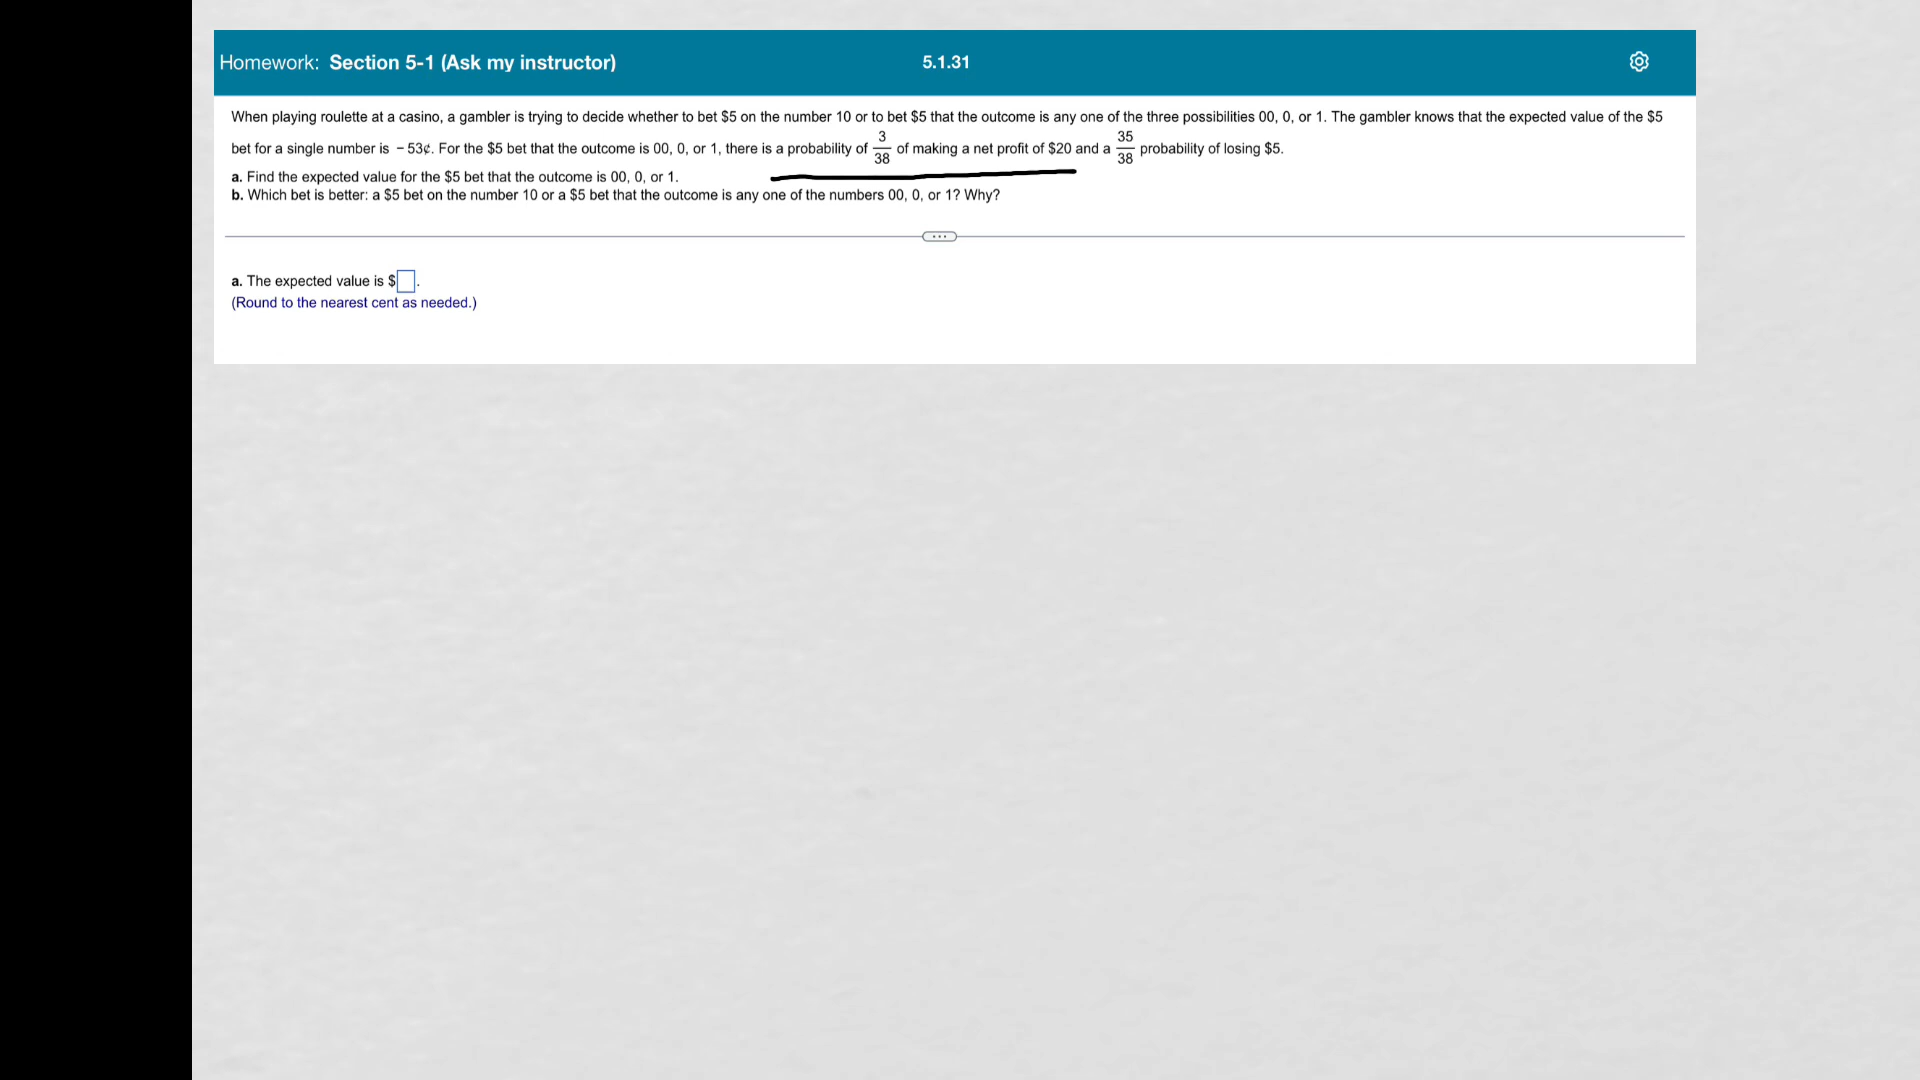 Homework: Section 5-1 (Ask my instructor) 5.1.31
When playing roulette at a casino, a gambler is trying to decide whether to bet $5 on the number 10 or to bet $5 that the outcome is any one of the three possibilities 00, 0, or 1. The gambler knows that the expected value of the $5
bet for a single number is − 53¢. For the $5 bet that the outcome is 00, 0, or 1, there is a probability of 3/38 of making a net profit of $20 and a 35/38 probability of losing $5.
a. Find the expected value for the $5 bet that the outcome is 00, 0, or 1.
b. Which bet is better: a $5 bet on the number 10 or a $5 bet that the outcome is any one of the numbers 00, 0, or 1? Why?
a. The expected value is $ .
(Round to the nearest cent as needed.)